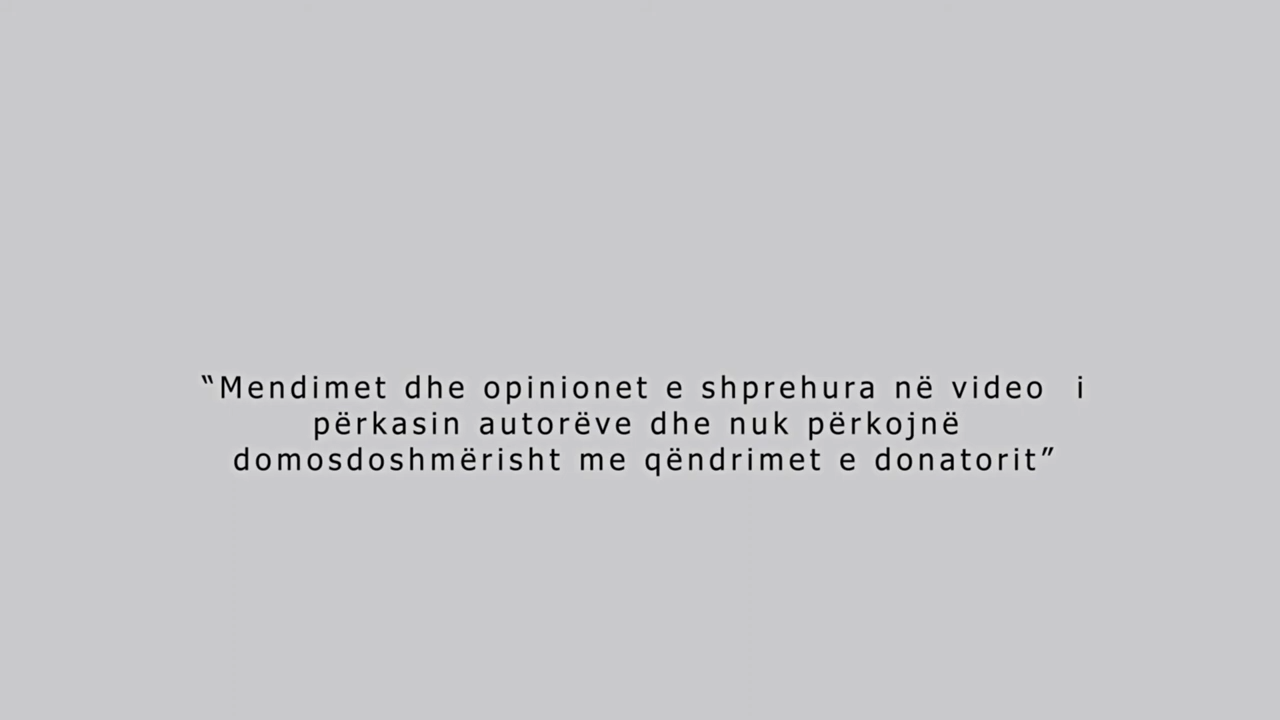 “Mendimet dhe opinionet e shprehura në video  i
përkasin autorëve dhe nuk përkojnë
domosdoshmërisht me qëndrimet e donatorit”